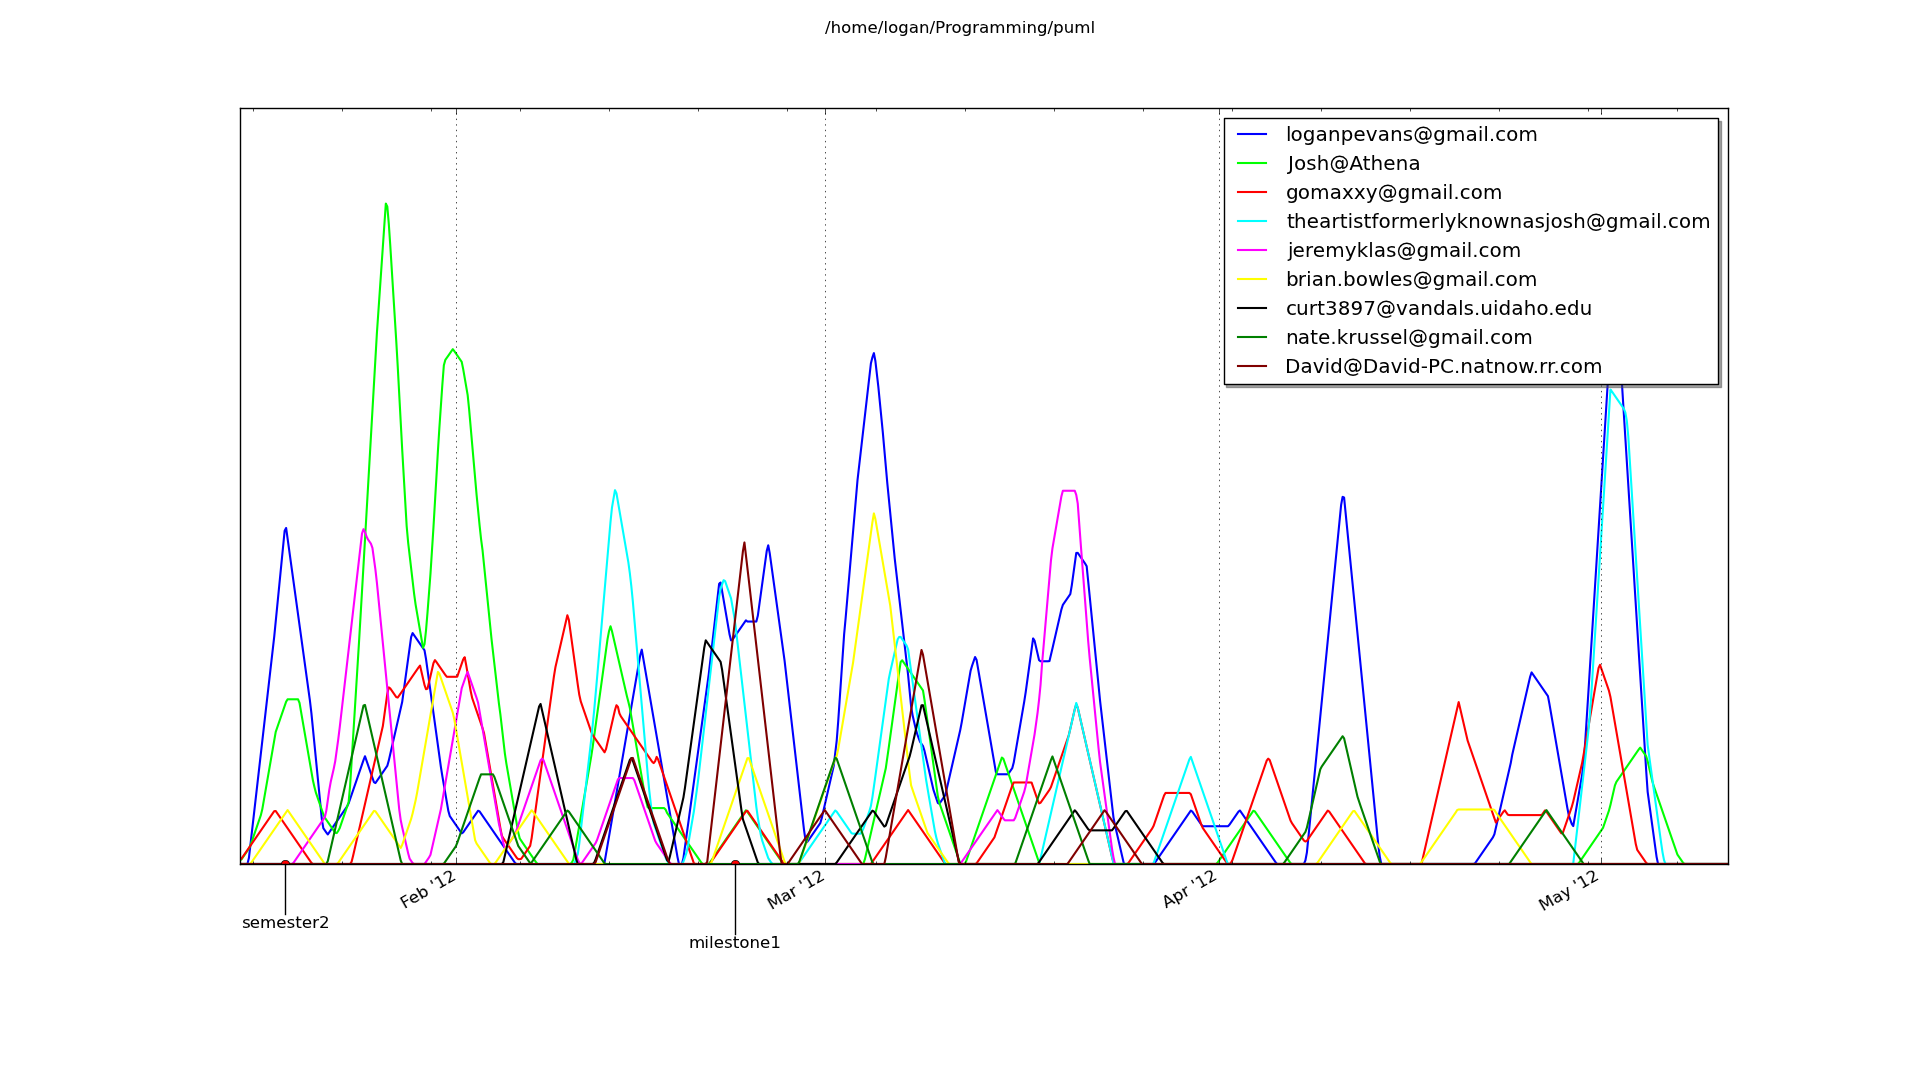 /home/logan/Programming/puml
loganpevans@gmail.com
Josh@Athena
gomaxxy@gmail.com
theartistformerlyknownasjosh@gmail.com
jeremyklas@gmail.com
brian.bowles@gmail.com
curt3897@vandals.uidaho.edu
nate.krussel@gmail.com
David@David-PC.natnow.rr.com
Feb '12
Mar '12
Apr '12
May '12
semester2
milestone1